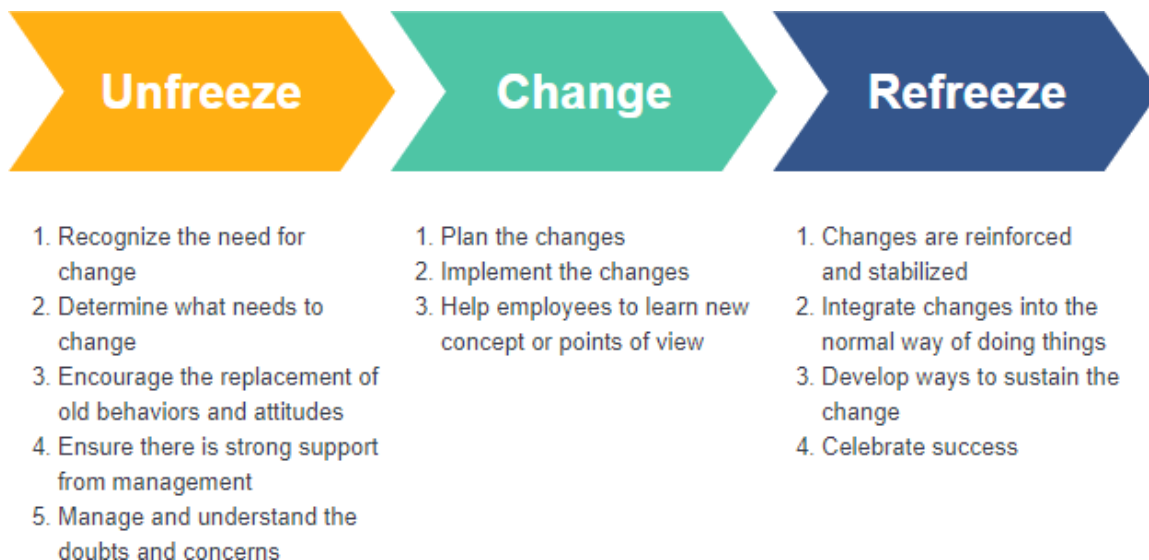 Unfreeze
1. Recognize the need for
change
2. Determine what needs to
change
3. Encourage the replacement of
old behaviors and attitudes
4. Ensure there is strong support
from management
5. Manage and understand the
doubts and concerns
Change
1. Plan the changes
2. Implement the changes
3. Help employees to learn new
concept or points of view
Refreeze
1. Changes are reinforced
and stabilized
2. Integrate changes into the
normal way of doing things
3. Develop ways to sustain the
change
4. Celebrate success